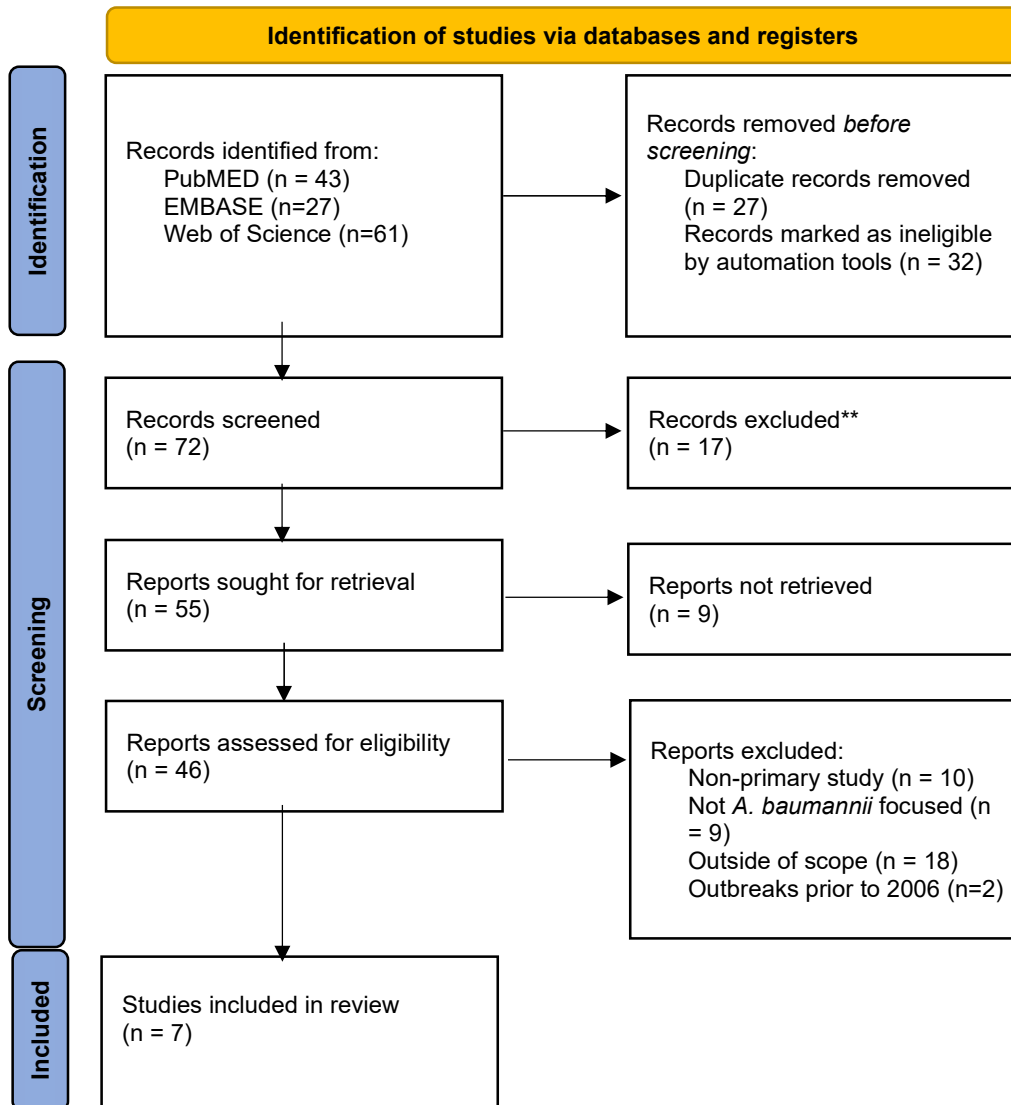 Identification of studies via databases and registers
Identification
Records identified from:
PubMED (n = 43)
EMBASE (n=27)
Web of Science (n=61)
Records removed before
screening:
Duplicate records removed
(n = 27)
Records marked as ineligible
by automation tools (n = 32)
Screening
Records screened
(n = 72)
Records excluded**
(n = 17)
Reports sought for retrieval
(n = 55)
Reports not retrieved
(n = 9)
Reports assessed for eligibility
(n = 46)
Reports excluded:
Non-primary study (n = 10)
Not A. baumannii focused (n
= 9)
Outside of scope (n = 18)
Outbreaks prior to 2006 (n=2)
Included
Studies included in review
(n = 7)